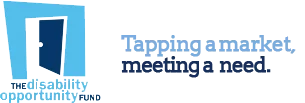 THE disability
opportunity FUND
Tapping a market,
meeting a need.